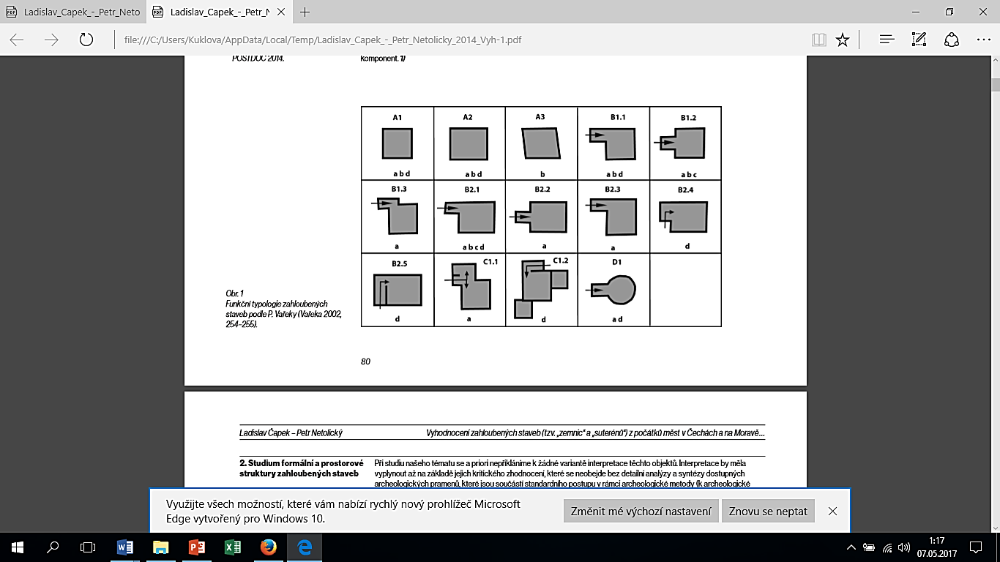 Ladislav_Capek_-_Petr_Neto
Ladislav_Capek_-_Petr_N
file:///C:/Users/Kuklova/AppData/Local/Temp/Ladislav_Capek_-_Petr_Netolicky_2014_Vyh-1.pdf
POSTDOC 2014.
komponent. 1/
A1 A2 A3 B1.1 B1.2
a b d a b d b a b d a b c
B1.3 B2.1 B2.2 B2.3 B2.4
a a b c d a a d
B2.5 C1.1 C1.2 D1
d a d a d
Obr. 1
Funkční typologie zahloubených
staveb podle P. Vařeky (Vařeka 2002,
254–255).
80
Ladislav Čapek – Petr Netolický Vyhodnocení zahloubených staveb (tzv. „zemnic“ a „suterénů“) z počátků měst v Čechách a na Moravě…
2. Studium formální a prostorové
struktury zahloubených staveb
Při studiu našeho tématu se a priori nepřikláníme k žádné variantě interpretace těchto objektů. Interpretace by měla
vyplynout až na základě jejich kritického zhodnocení, které se neobejde bez detailní analýzy a syntézy dostupných
archeologických pramenů, které jsou součástí standardního postupu v rámci archeologické metody (k archeologické
Využijte všech možností, které vám nabízí rychlý nový prohlížeč Microsoft
Edge vytvořený pro Windows 10.
Změnit mé výchozí nastavení
Znovu se neptat
1:17
07.05.2017